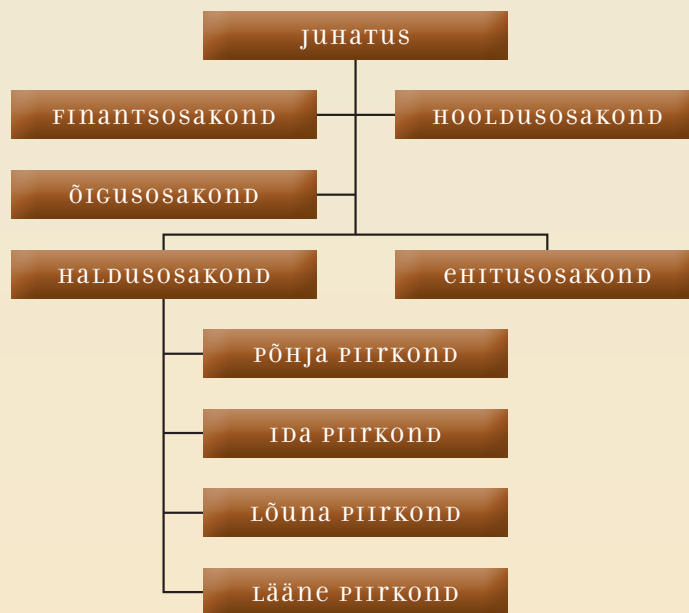 Juhatus
Finantsosakond
Hooldusosakond
Õigusosakond
Haldusosakond
Ehitusosakond
Põhja piirkond
Ida piirkond
Lõuna piirkond
Lääne piirkond